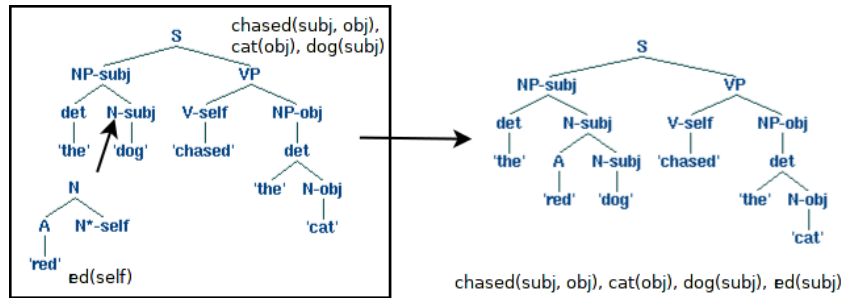 chased(subj, obj),
S
cat(obj), dog(subj)
NP-subj VP
det N-subj V-self NP-obj
'the' 'dog' 'chased' det
N 'the' N-obj
A N*-self 'cat'
'red'
ed(self)
S
NP-subj VP
det N-subj V-self NP-obj
'the' A N-subj 'chased' det
'red' 'dog' 'the' N-obj
'cat'
chased(subj, obj), cat(obj), dog(subj), ed(subj)